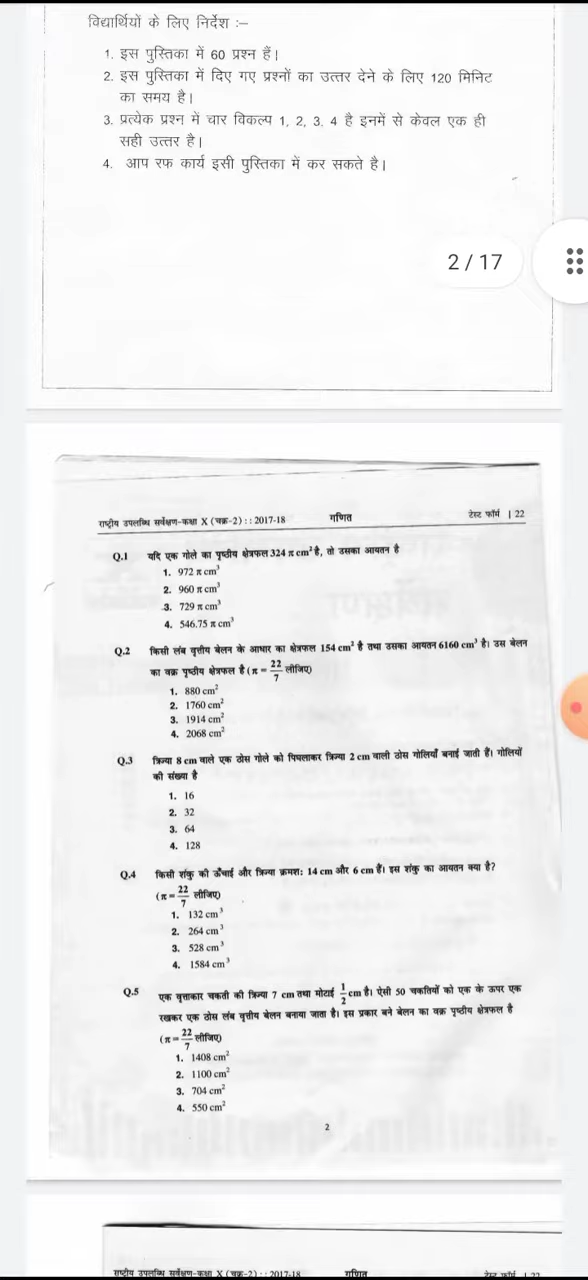 विद्यार्थियों के लिए निर्देश :–
1. इस पुस्तिका में 60 प्रश्न हैं।
2. इस पुस्तिका में दिए गए प्रश्नों का उत्तर देने के लिए 120 मिनिट
का समय है।
3. प्रत्येक प्रश्न में चार विकल्प 1, 2, 3. 4 है इनमें से केवल एक ही
सही उत्तर है।
4. आप रफ कार्य इसी पुस्तिका में कर सकते है।
2 / 17
राष्ट्रीय उपलब्धि सर्वेक्षण-कक्षा X (चक्र-2) : : 2017-18 गणित टेस्ट फॉर्म | 22
Q.1 यदि एक गोले का पृष्ठीय क्षेत्रफल 324 π cm² है, तो उसका आयतन है
1. 972 π cm³
2. 960 π cm³
3. 729 π cm³
4. 546.75 π cm³
Q.2 किसी लंब वृत्तीय बेलन के आधार का क्षेत्रफल 154 cm² है तथा उसका आयतन 6160 cm³ है। उस बेलन
का वक्र पृष्ठीय क्षेत्रफल है (π = 22/7 लीजिए)
1. 880 cm²
2. 1760 cm²
3. 1914 cm²
4. 2068 cm²
Q.3 त्रिज्या 8 cm वाले एक ठोस गोले को पिघलाकर त्रिज्या 2 cm वाली ठोस गोलियाँ बनाई जाती हैं। गोलियों
की संख्या है
1. 16
2. 32
3. 64
4. 128
Q.4 किसी शंकु की ऊँचाई और त्रिज्या क्रमशः 14 cm और 6 cm हैं। इस शंकु का आयतन क्या है?
(π = 22/7 लीजिए)
1. 132 cm³
2. 264 cm³
3. 528 cm³
4. 1584 cm³
Q.5 एक वृत्ताकार चकती की त्रिज्या 7 cm तथा मोटाई 1/2 cm है। ऐसी 50 चकतियों को एक के ऊपर एक
रखकर एक ठोस लंब वृत्तीय बेलन बनाया जाता है। इस प्रकार बने बेलन का वक्र पृष्ठीय क्षेत्रफल है
(π = 22/7 लीजिए)
1. 1408 cm²
2. 1100 cm²
3. 704 cm²
4. 550 cm²
2
राष्ट्रीय उपलब्धि सर्वेक्षण-कक्षा X (चक्र-2) : : 2017-18 गणित